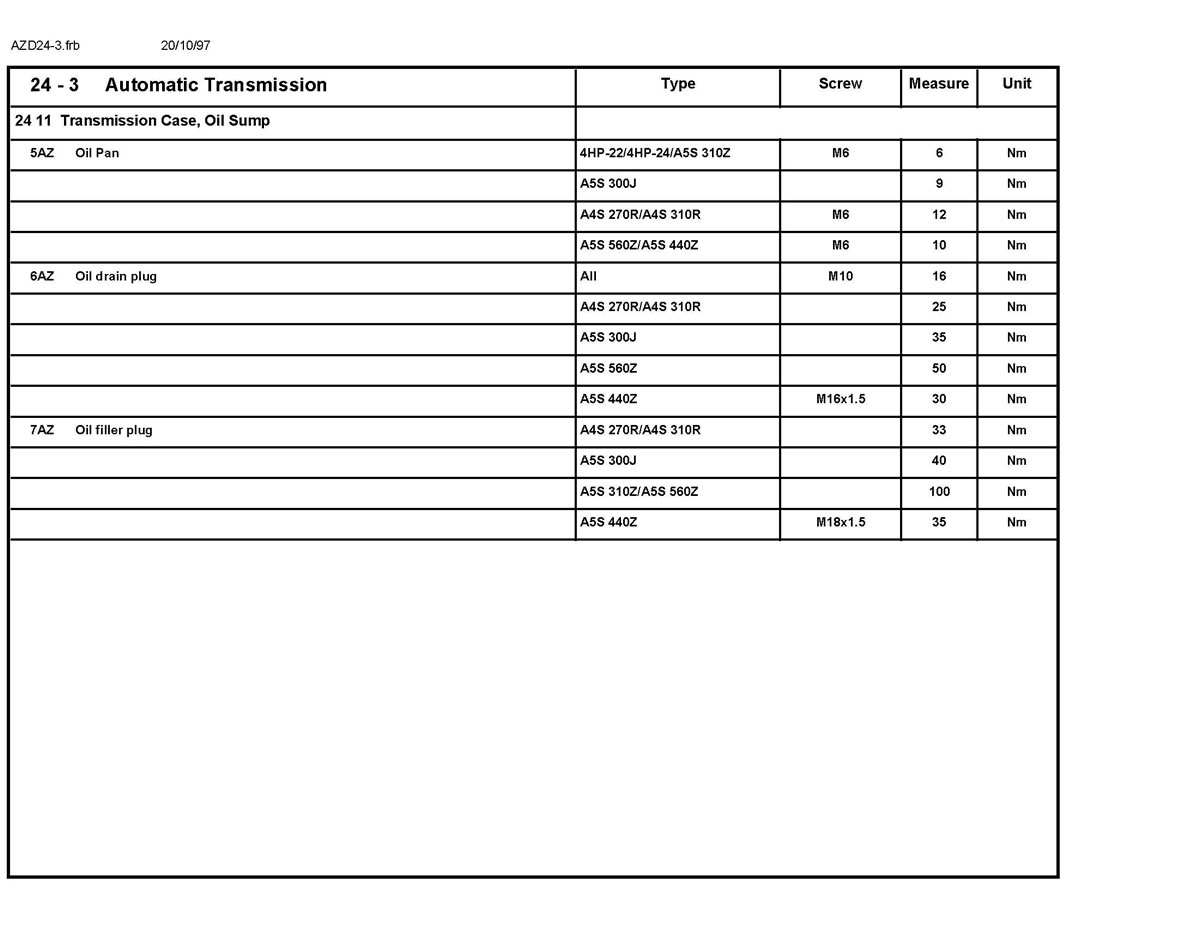 AZD24-3.frb 20/10/97
24 - 3 Automatic Transmission Type Screw Measure Unit
24 11 Transmission Case, Oil Sump
5AZ Oil Pan 4HP-22/4HP-24/A5S 310Z M6 6 Nm
A5S 300J 9 Nm
A4S 270R/A4S 310R M6 12 Nm
A5S 560Z/A5S 440Z M6 10 Nm
6AZ Oil drain plug All M10 16 Nm
A4S 270R/A4S 310R 25 Nm
A5S 300J 35 Nm
A5S 560Z 50 Nm
A5S 440Z M16x1.5 30 Nm
7AZ Oil filler plug A4S 270R/A4S 310R 33 Nm
A5S 300J 40 Nm
A5S 310Z/A5S 560Z 100 Nm
A5S 440Z M18x1.5 35 Nm